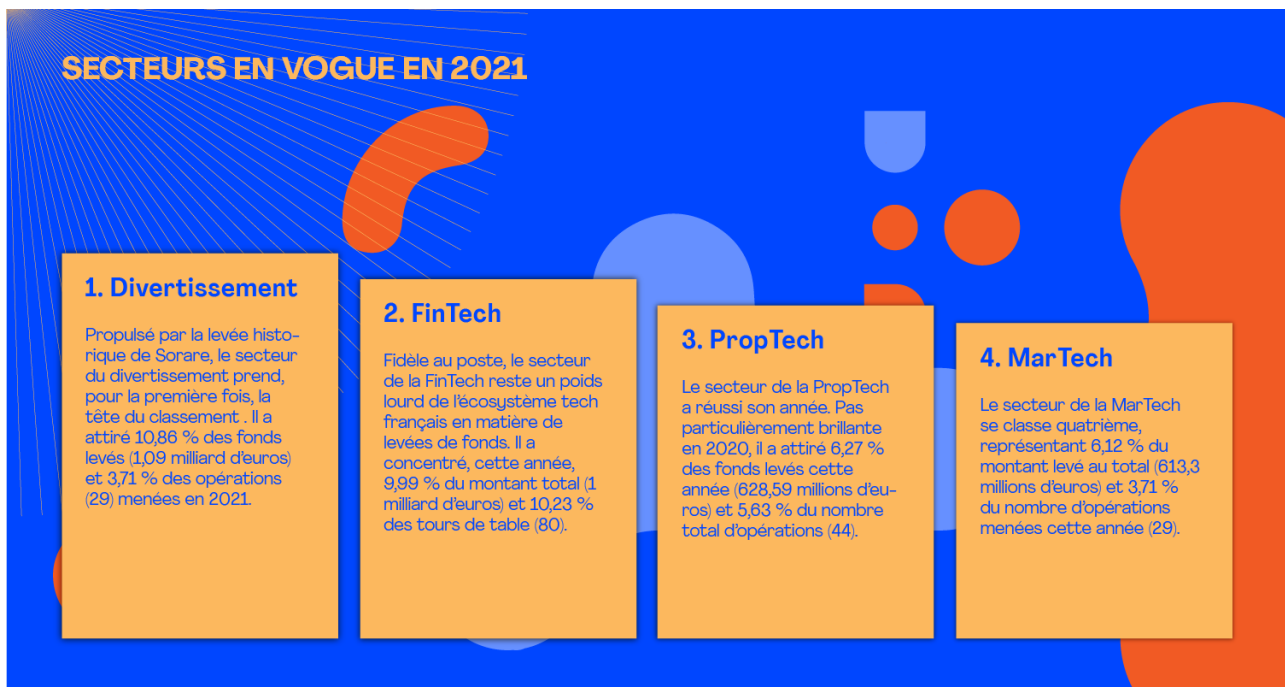 SECTEURS EN VOGUE EN 2021
1. Divertissement
Propulsé par la levée histo-
rique de Sorare, le secteur
du divertissement prend,
pour la première fois, la
tête du classement . Il a
attiré 10,86 % des fonds
levés (1,09 milliard d'euros)
et 3,71 % des opérations
(29) menées en 2021.
2. FinTech
Fidèle au poste, le secteur
de la FinTech reste un poids
lourd de l'écosystème tech
français en matière de
levées de fonds. Il a
concentré, cette année,
9,99 % du montant total (1
milliard d'euros) et 10,23 %
des tours de table (80).
3. PropTech
Le secteur de la PropTech
a réussi son année. Pas
particulièrement brillante
en 2020, il a attiré 6,27 %
des fonds levés cette
année (628,59 millions d'eu-
ros) et 5,63 % du nombre
total d'opérations (44).
4. MarTech
Le secteur de la MarTech
se classe quatrième,
représentant 6,12 % du
montant levé au total (613,3
millions d'euros) et 3,71 %
du nombre d'opérations
menées cette année (29).